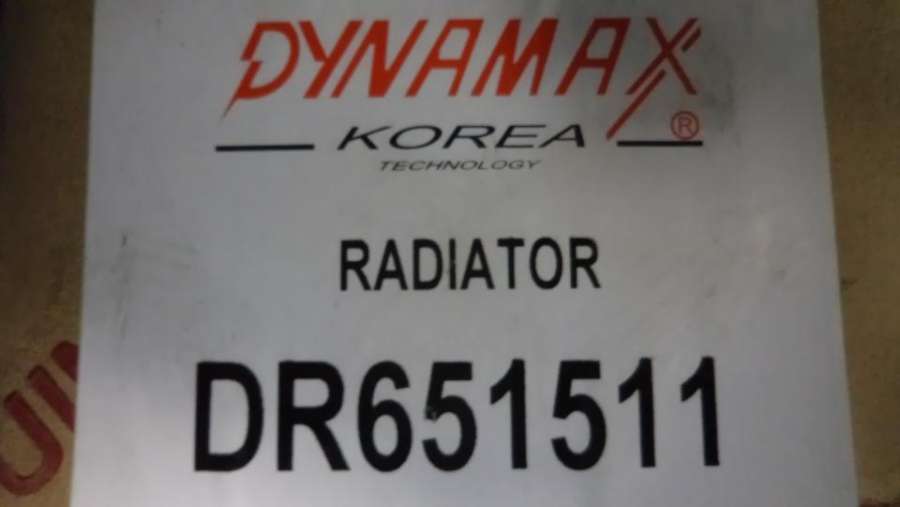 DYNAMAX®
KOREA
TECHNOLOGY
RADIATOR
DR651511